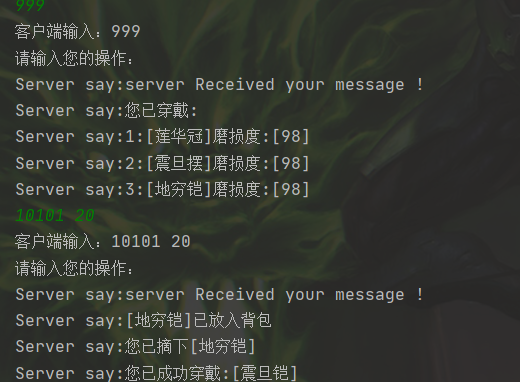 999
客户端输入：999
请输入您的操作：
Server say:server Received your message !
Server say:您已穿戴:
Server say:1:[莲华冠]磨损度:[98]
Server say:2:[震旦摆]磨损度:[98]
Server say:3:[地穷铠]磨损度:[98]
10101 20
客户端输入：10101 20
请输入您的操作：
Server say:server Received your message !
Server say:[地穷铠]已放入背包
Server say:您已摘下[地穷铠]
Server say:您已成功穿戴:[震旦铠]